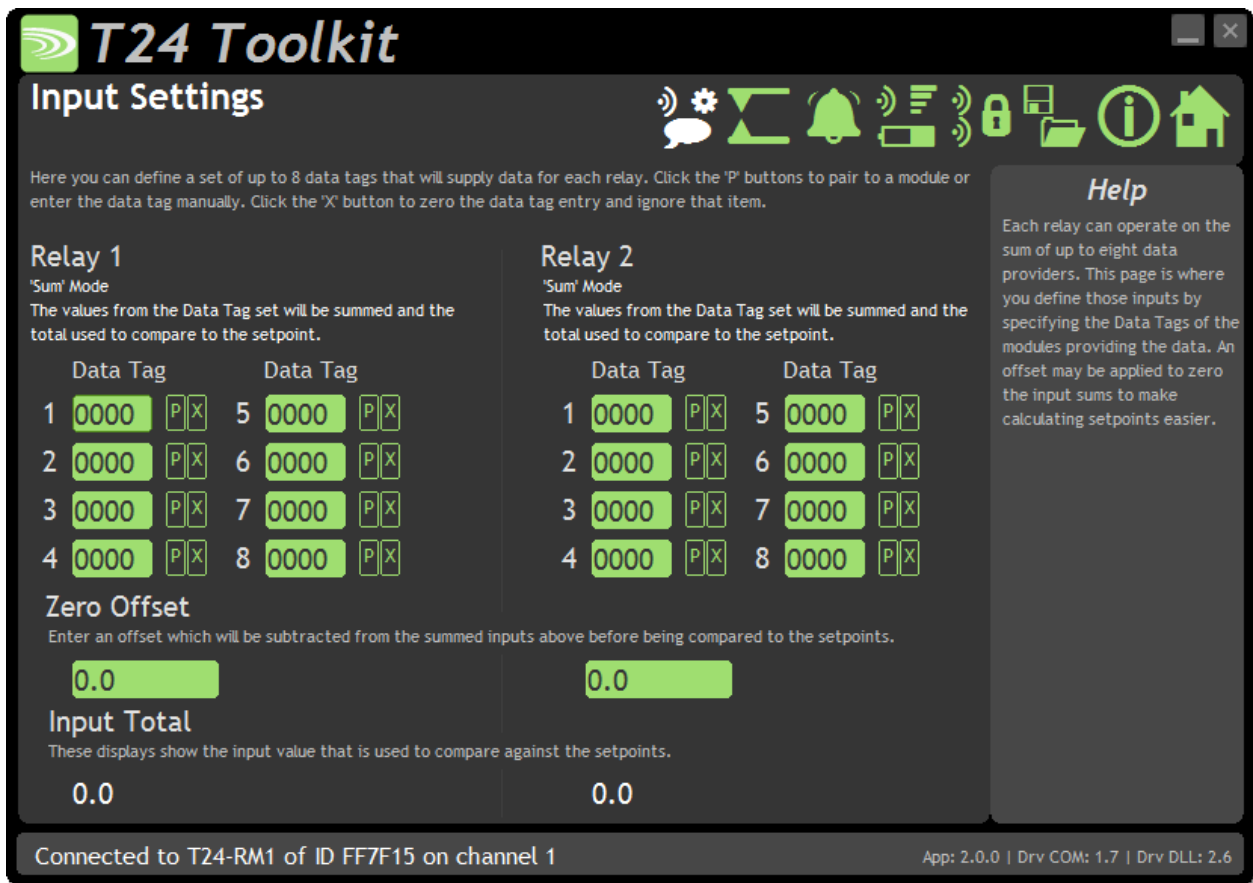 T24 Toolkit
Input Settings
Here you can define a set of up to 8 data tags that will supply data for each relay. Click the 'P' buttons to pair to a module or
enter the data tag manually. Click the 'X' button to zero the data tag entry and ignore that item.
Relay 1
'Sum' Mode
The values from the Data Tag set will be summed and the
total used to compare to the setpoint.
Data Tag Data Tag
1 0000 P X 5 0000 P X
2 0000 P X 6 0000 P X
3 0000 P X 7 0000 P X
4 0000 P X 8 0000 P X
Relay 2
'Sum' Mode
The values from the Data Tag set will be summed and the
total used to compare to the setpoint.
Data Tag Data Tag
1 0000 P X 5 0000 P X
2 0000 P X 6 0000 P X
3 0000 P X 7 0000 P X
4 0000 P X 8 0000 P X
Zero Offset
Enter an offset which will be subtracted from the summed inputs above before being compared to the setpoints.
0.0 0.0
Input Total
These displays show the input value that is used to compare against the setpoints.
0.0 0.0
Help
Each relay can operate on the
sum of up to eight data
providers. This page is where
you define those inputs by
specifying the Data Tags of the
modules providing the data. An
offset may be applied to zero
the input sums to make
calculating setpoints easier.
Connected to T24-RM1 of ID FF7F15 on channel 1
App: 2.0.0 | Drv COM: 1.7 | Drv DLL: 2.6